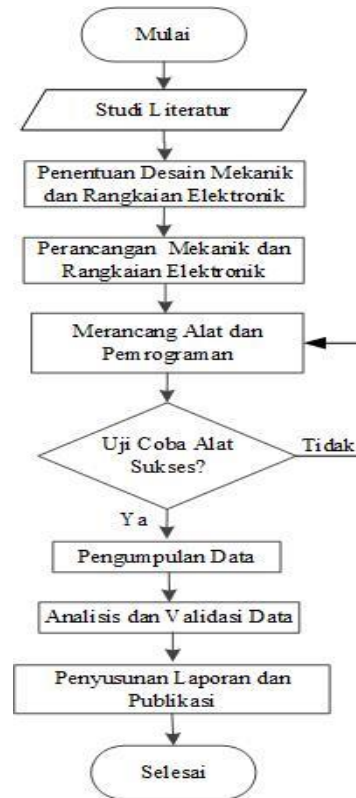 Mulai
Studi Literatur
Penentuan Desain Mekanik
dan Rangkaian Elektronik
Perancangan Mekanik dan
Rangkaian Elektronik
Merancang Alat dan
Pemrograman
Uji Coba Alat
Sukses?
Tidak
Ya
Pengumpulan Data
Analisis dan Validasi Data
Penyusunan Laporan dan
Publikasi
Selesai